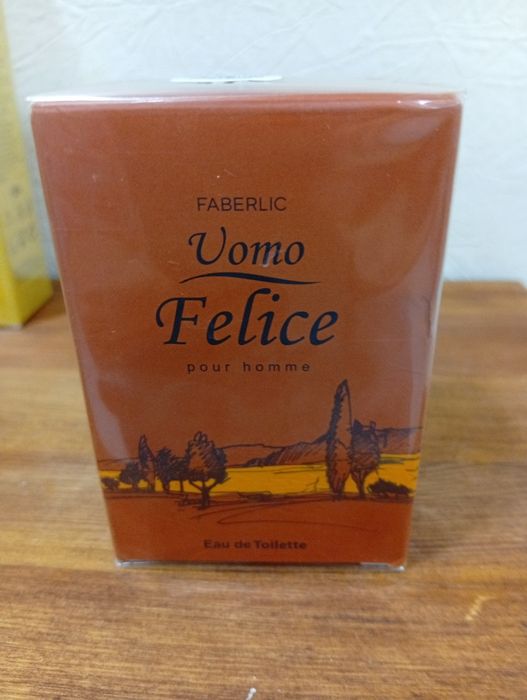 FABERLIC
Uomo
Felice
pour homme
Eau de Toilette